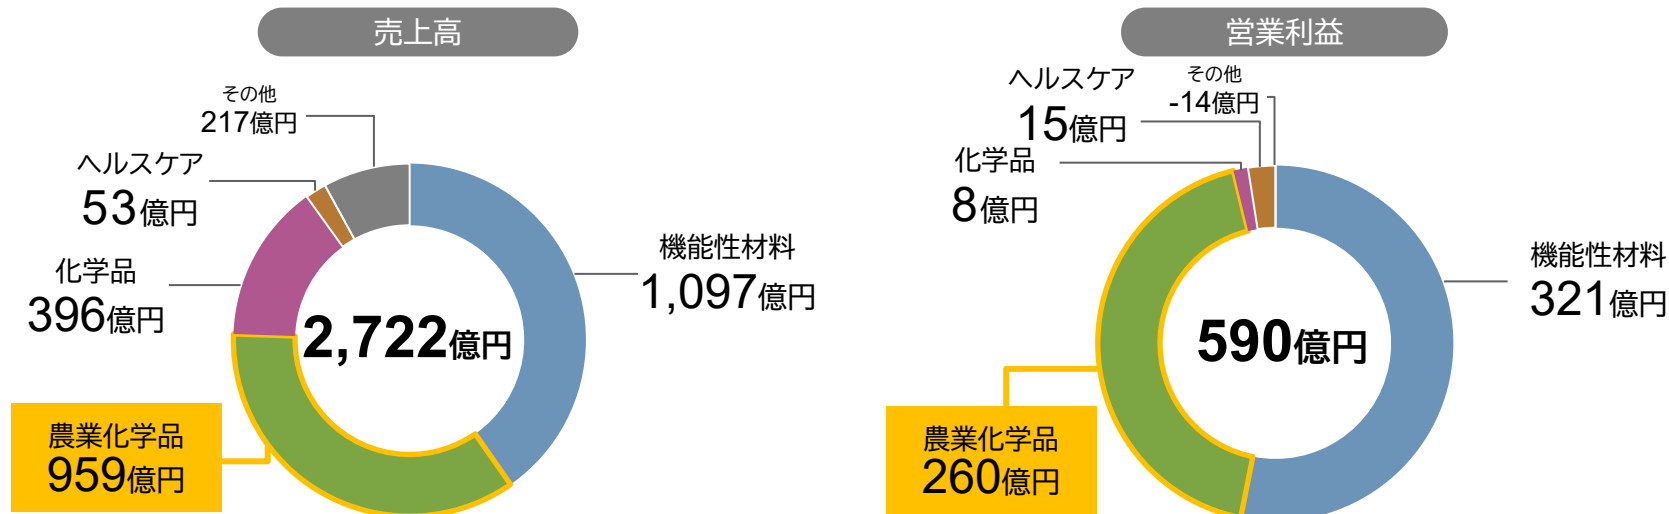 売上高
その他
217億円
ヘルスケア
53億円
化学品
396億円
機能性材料
1,097億円
2,722億円
農業化学品
959億円
営業利益
ヘルスケア
15億円
その他
-14億円
化学品
8億円
機能性材料
321億円
590億円
農業化学品
260億円